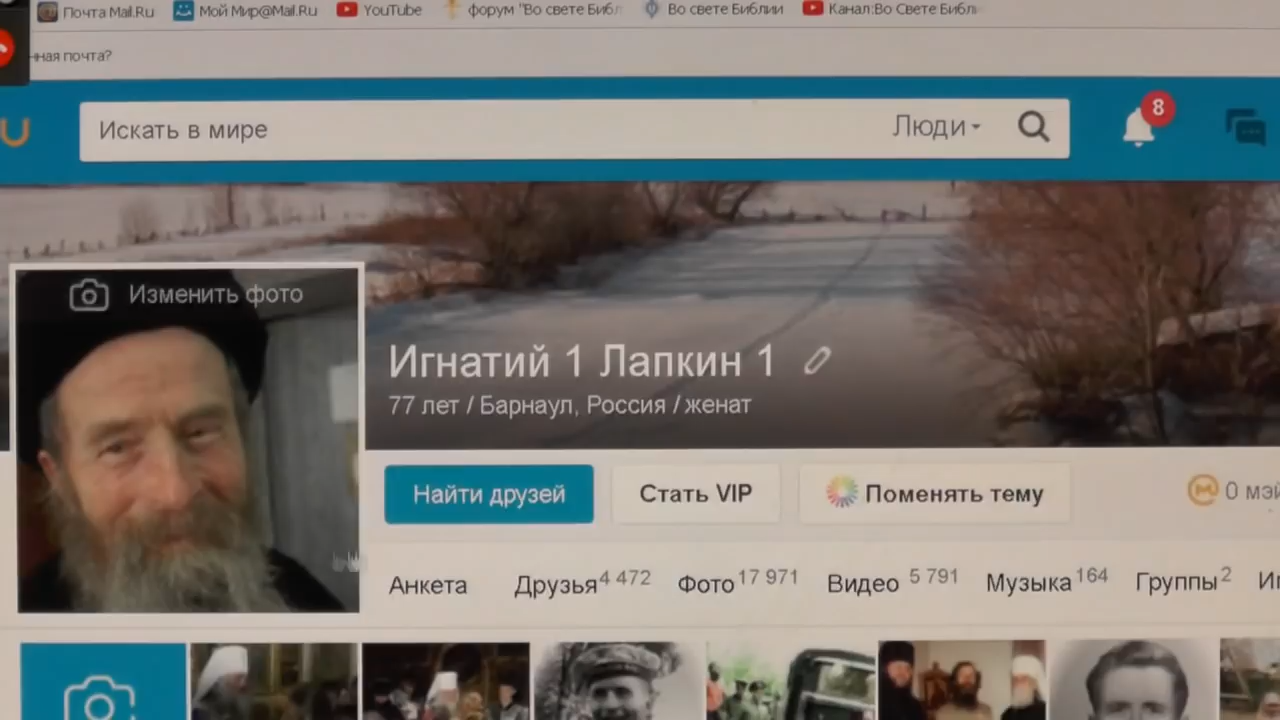 Почта Mail.Ru Мой Мир@Mail.Ru YouTube форум "Во свете Библ Во свете Библии Канал:Во Свете Библ
нная почта?
Искать в мире Люди 8
Изменить фото
Игнатий 1 Лапкин 1
77 лет / Барнаул, Россия / женат
Найти друзей Стать VIP Поменять тему 0 мэй
Анкета Друзья 4 472 Фото 17 971 Видео 5 791 Музыка 164 Группы 2 Иг